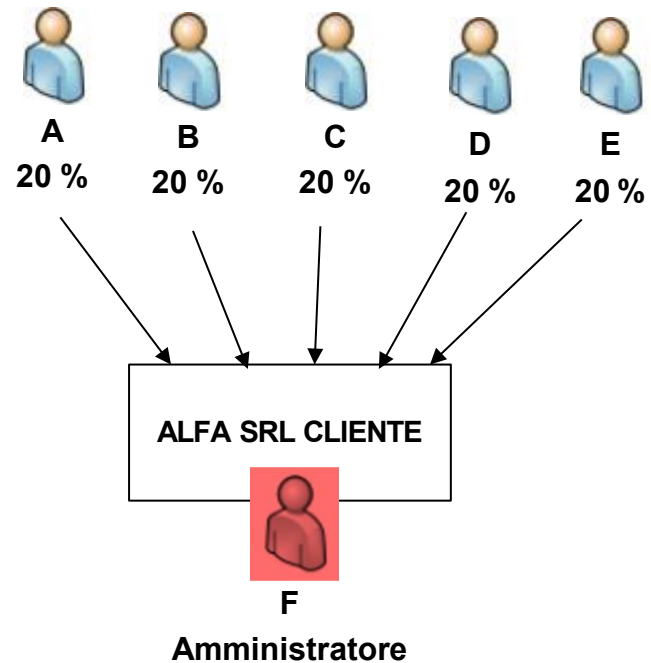 A
B
C
D
E
20 %
20 %
20 %
20 %
20 %
ALFA SRL CLIENTE
F
Amministratore